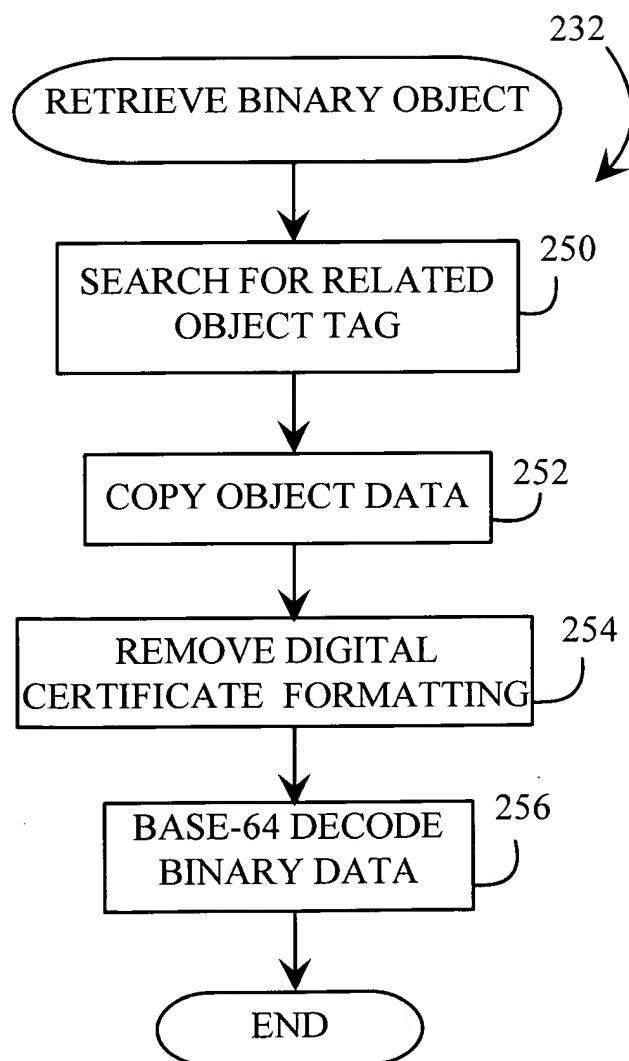 232
RETRIEVE BINARY OBJECT
250
SEARCH FOR RELATED
OBJECT TAG
252
COPY OBJECT DATA
254
REMOVE DIGITAL
CERTIFICATE FORMATTING
256
BASE-64 DECODE
BINARY DATA
END